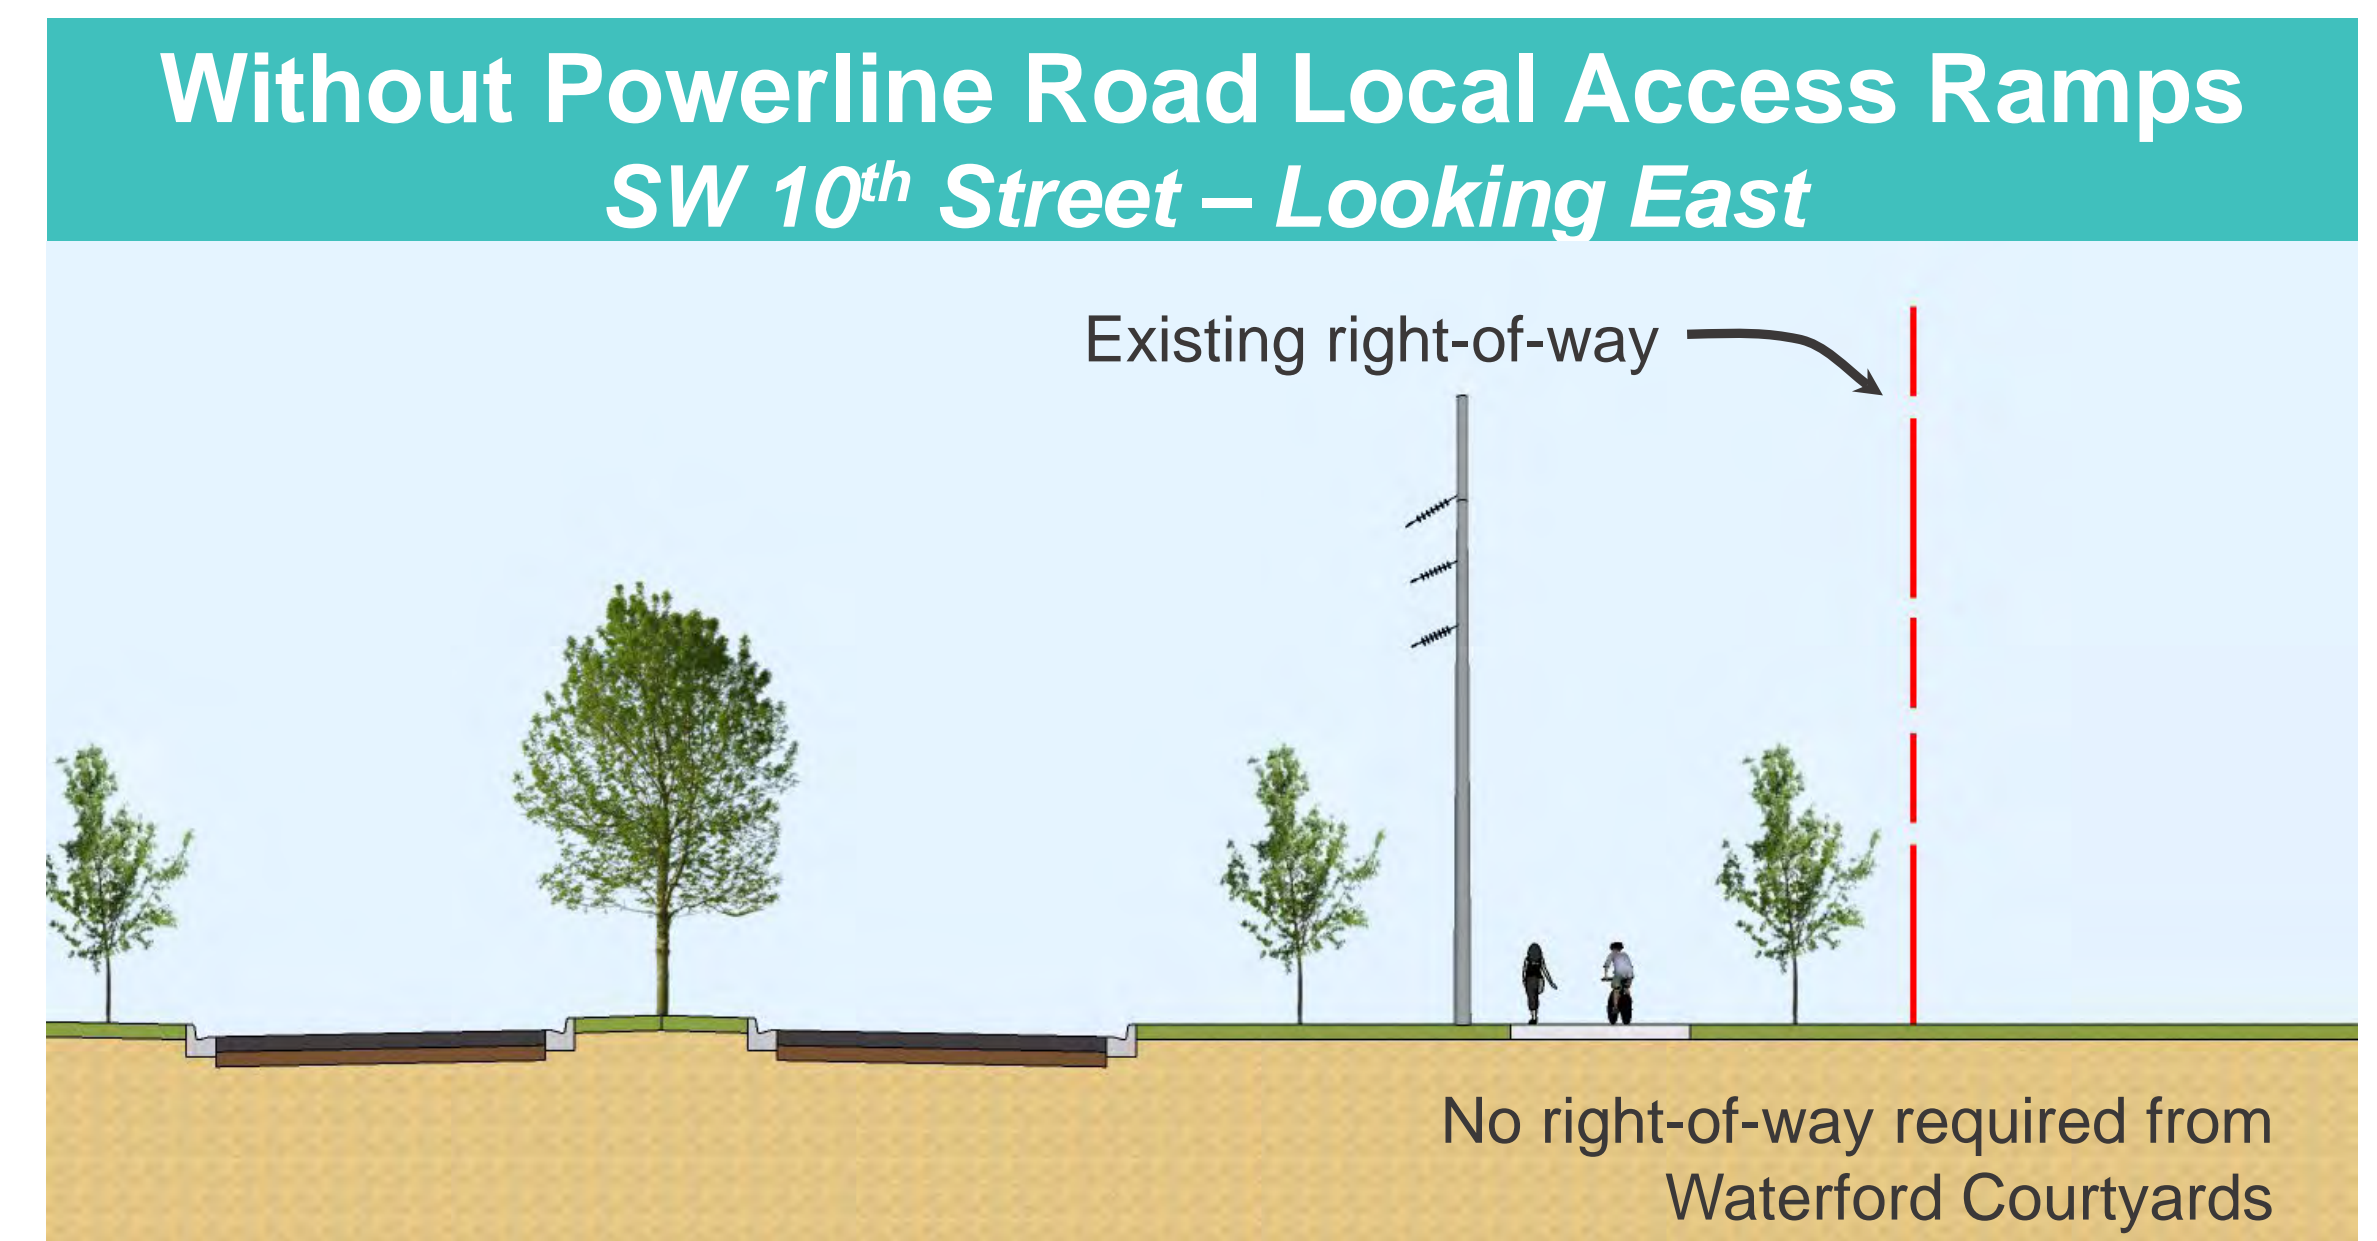 Without Powerline Road Local Access Ramps
SW 10th Street – Looking East
Existing right-of-way
No right-of-way required from
Waterford Courtyards